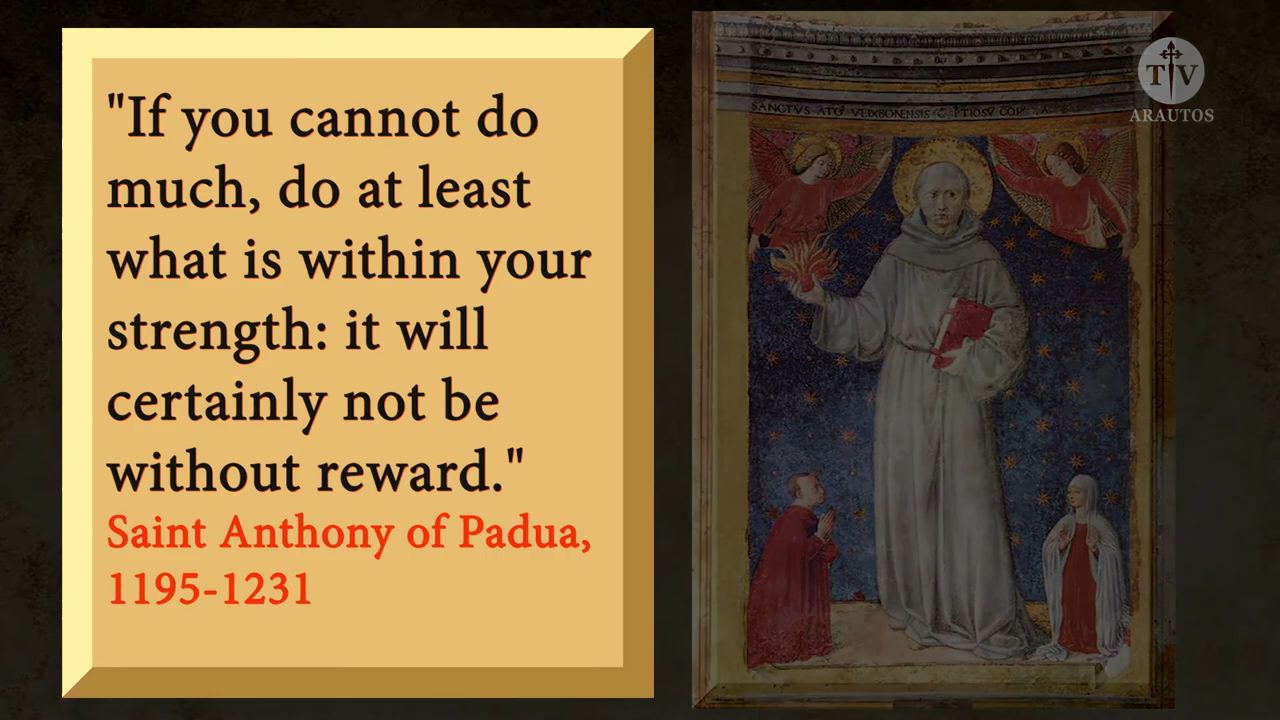 "If you cannot do
much, do at least
what is within your
strength: it will
certainly not be
without reward."
Saint Anthony of Padua,
1195-1231
TV
ARAUTOS
SANCTVS